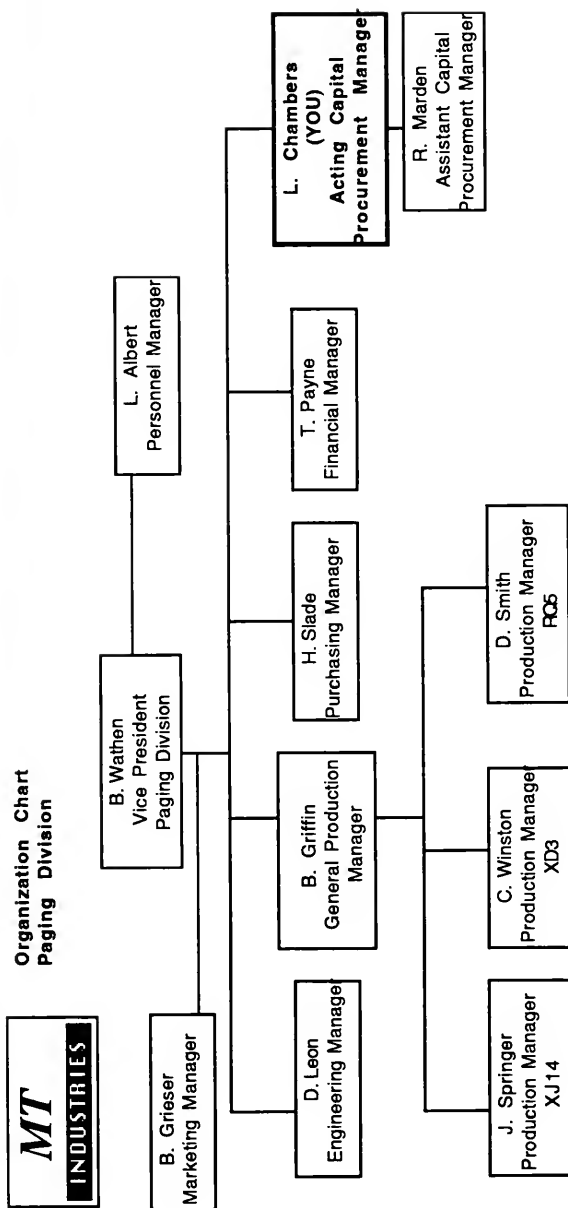 MT
INDUSTRIES
Organization Chart
Paging Division
B. Wathen
Vice President
Paging Division
L. Albert
Personnel Manager
B. Grieser
Marketing Manager
D. Leon
Engineering Manager
B. Griffin
General Production
Manager
H. Slade
Purchasing Manager
T. Payne
Financial Manager
L. Chambers
(YOU)
Acting Capital
Procurement Manager
R. Marden
Assistant Capital
Procurement Manager
J. Springer
Production Manager
XJ14
C. Winston
Production Manager
XD3
D. Smith
Production Manager
RQ5